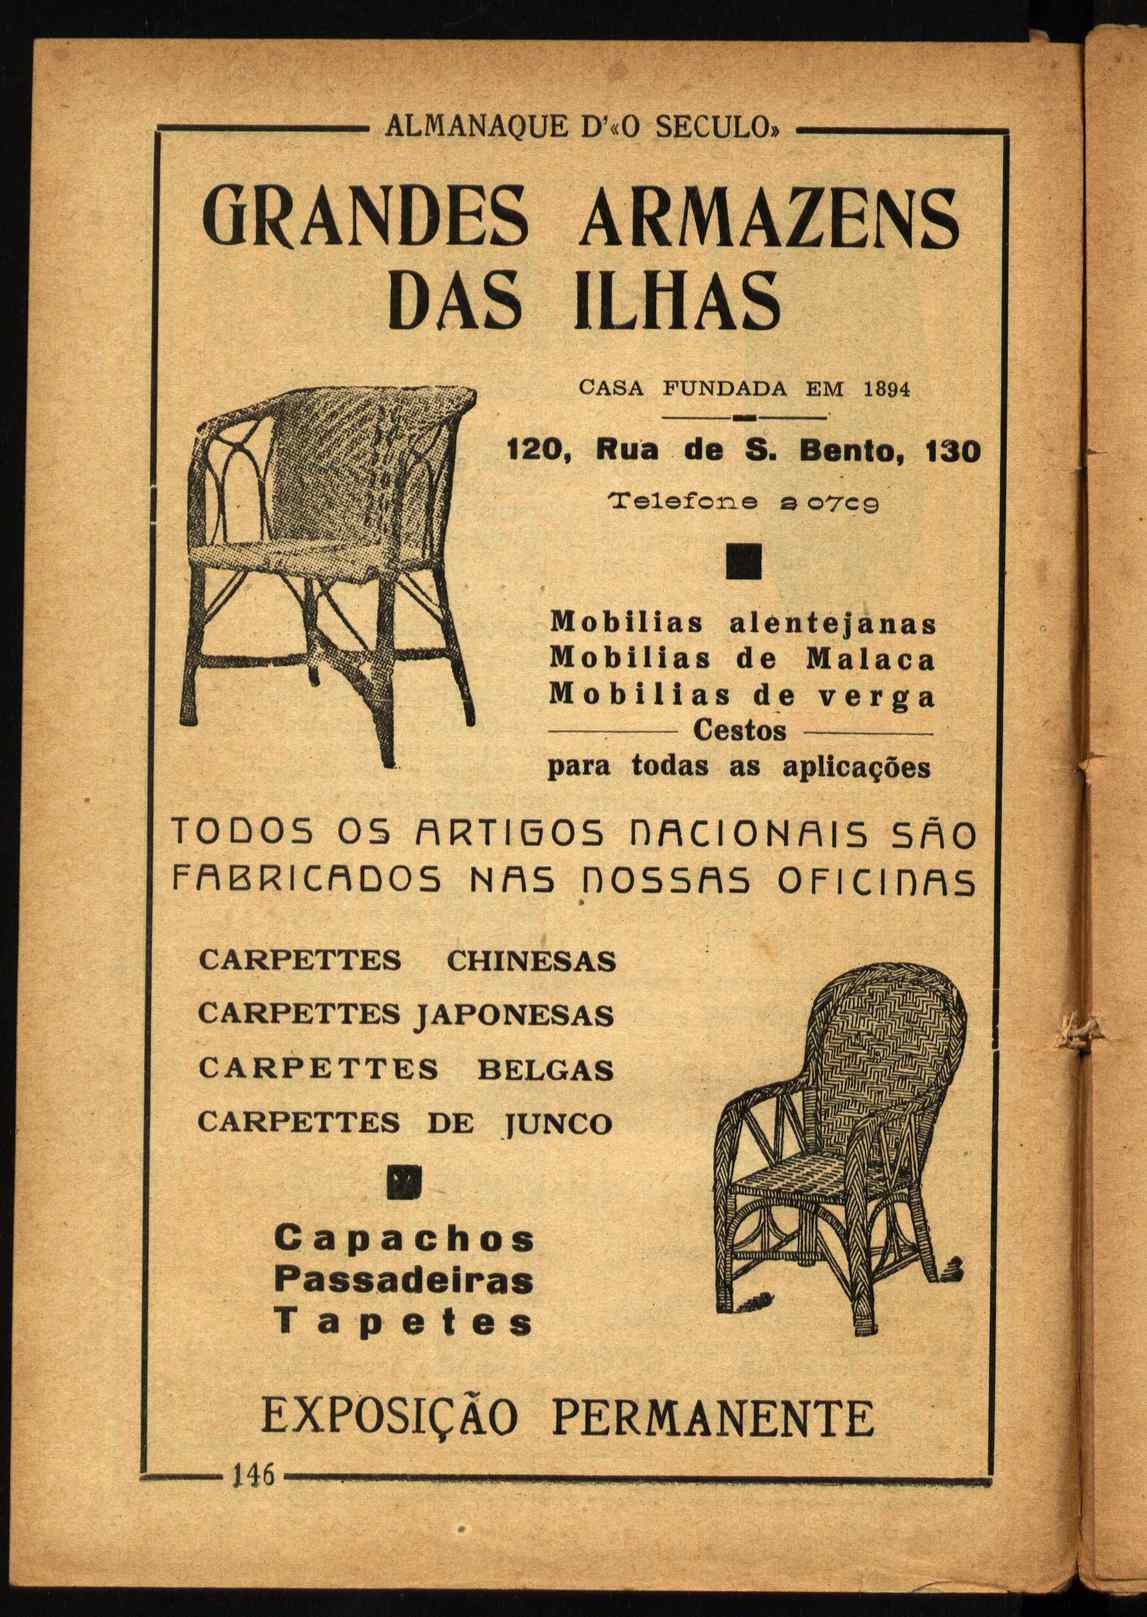 ALMANAQUE D'«O SECULO»
GRANDES ARMAZENS
DAS ILHAS
CASA FUNDADA EM 1894
120, Rua de S. Bento, 130
Telefone
Mobilias alentejanas
Mobilias de Malaca
Mobilias de verga
Cestos
para todas as aplicações
TODOS OS ARTIGOS NACIONAIS SÃO
FABRICADOS NAS NOSSAS OFICINAS
CARPETTES CHINESAS
CARPETTES JAPONESAS
CARPETTES BELGAS
CARPETTES DE JUNCO
Capachos
Passadeiras
Tapetes
EXPOSIÇÃO PERMANENTE
146